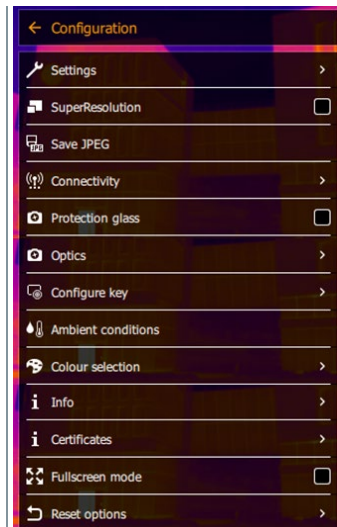 Configuration
Settings
SuperResolution
JPG
Save JPEG
Connectivity
Protection glass
Optics
Configure key
Ambient conditions
Colour selection
Info
Certificates
Fullscreen mode
Reset options